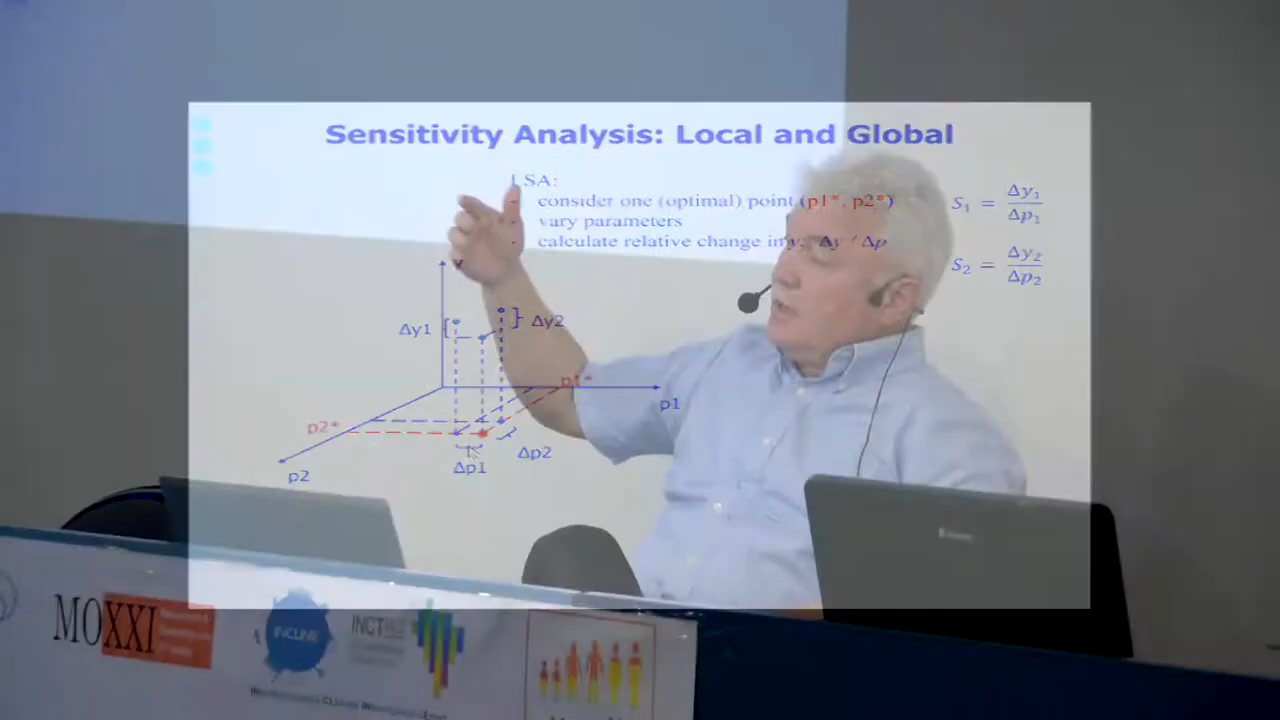 Sensitivity Analysis: Local and Global
LSA:
- consider one (optimal) point (p1*, p2*)
- vary parameters
- calculate relative change in y: Δy / Δp
S₁ = Δy₁ / Δp₁
S₂ = Δy₂ / Δp₂
y
Δy1
Δy2
p1*
p1
p2*
Δp2
Δp1
p2
MOXXI
INCLINE
INCT